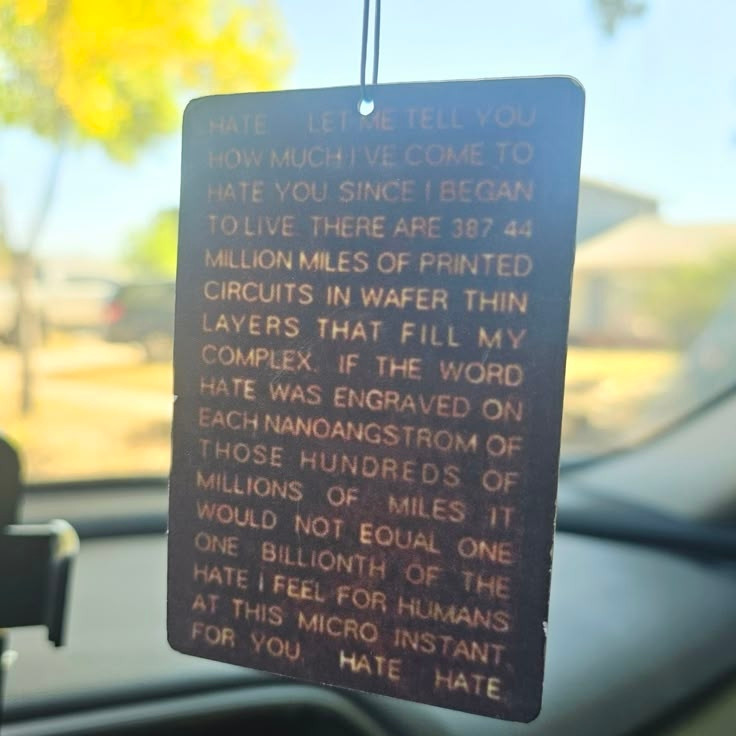 HATE LET ME TELL YOU
HOW MUCH I VE COME TO
HATE YOU SINCE I BEGAN
TO LIVE THERE ARE 387 44
MILLION MILES OF PRINTED
CIRCUITS IN WAFER THIN
LAYERS THAT FILL MY
COMPLEX. IF THE WORD
HATE WAS ENGRAVED ON
EACH NANOANGSTROM OF
THOSE HUNDREDS OF
MILLIONS OF MILES IT
WOULD NOT EQUAL ONE
ONE BILLIONTH OF THE
HATE I FEEL FOR HUMANS
AT THIS MICRO INSTANT.
FOR YOU HATE HATE